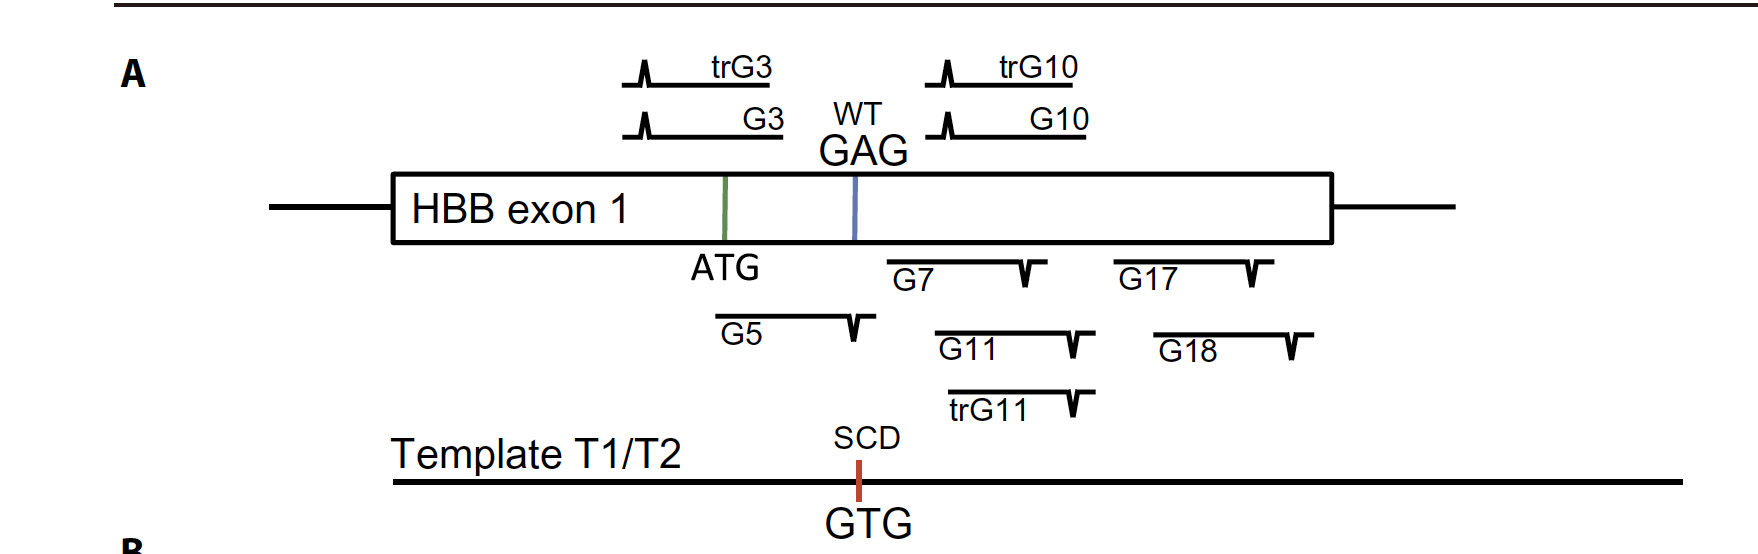 A
trG3
trG10
G3
WT
G10
GAG
HBB exon 1
ATG
G7
G17
G5
G11
G18
trG11
SCD
Template T1/T2
GTG
B